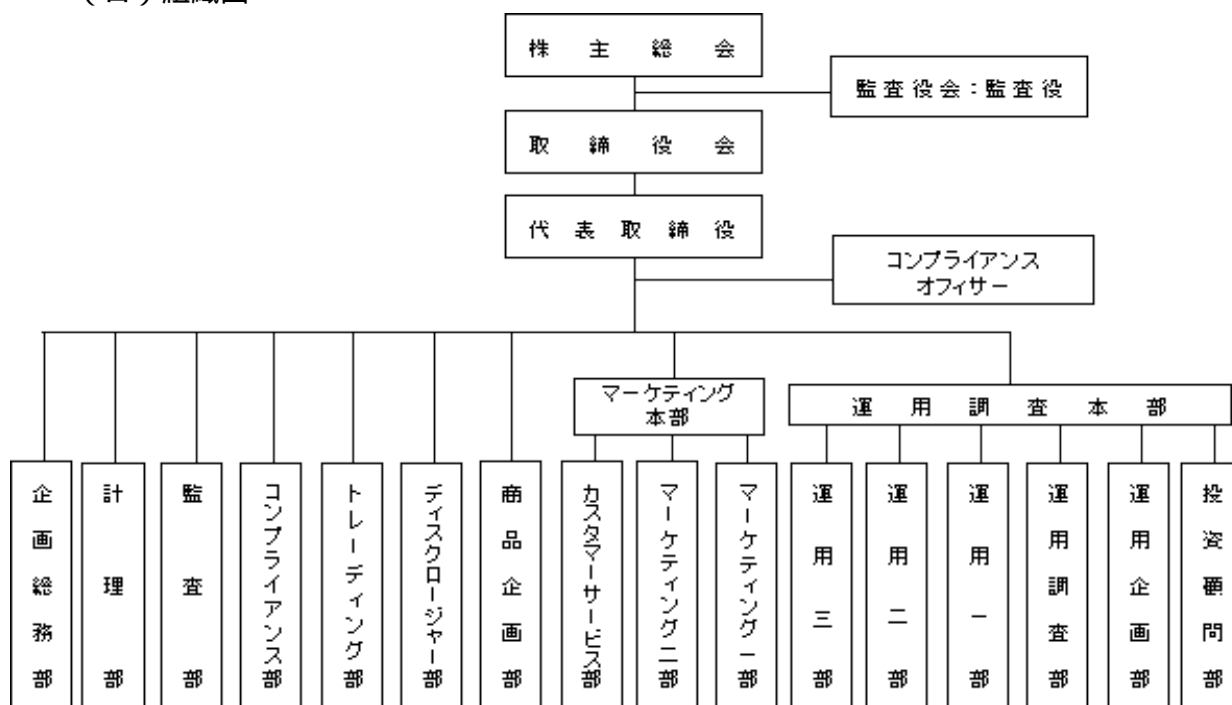 株主総会
監査役会：監査役
取締役会
代表取締役
コンプライアンス
オフィサー
マーケティング
本部
運用調査本部
企画総務部
計理部
監査部
コンプライアンス部
トレーディング部
ディスクロージャー部
商品企画部
カスタマーサービス部
マーケティング二部
マーケティング一部
運用三部
運用二部
運用一部
運用調査部
運用企画部
投資顧問部